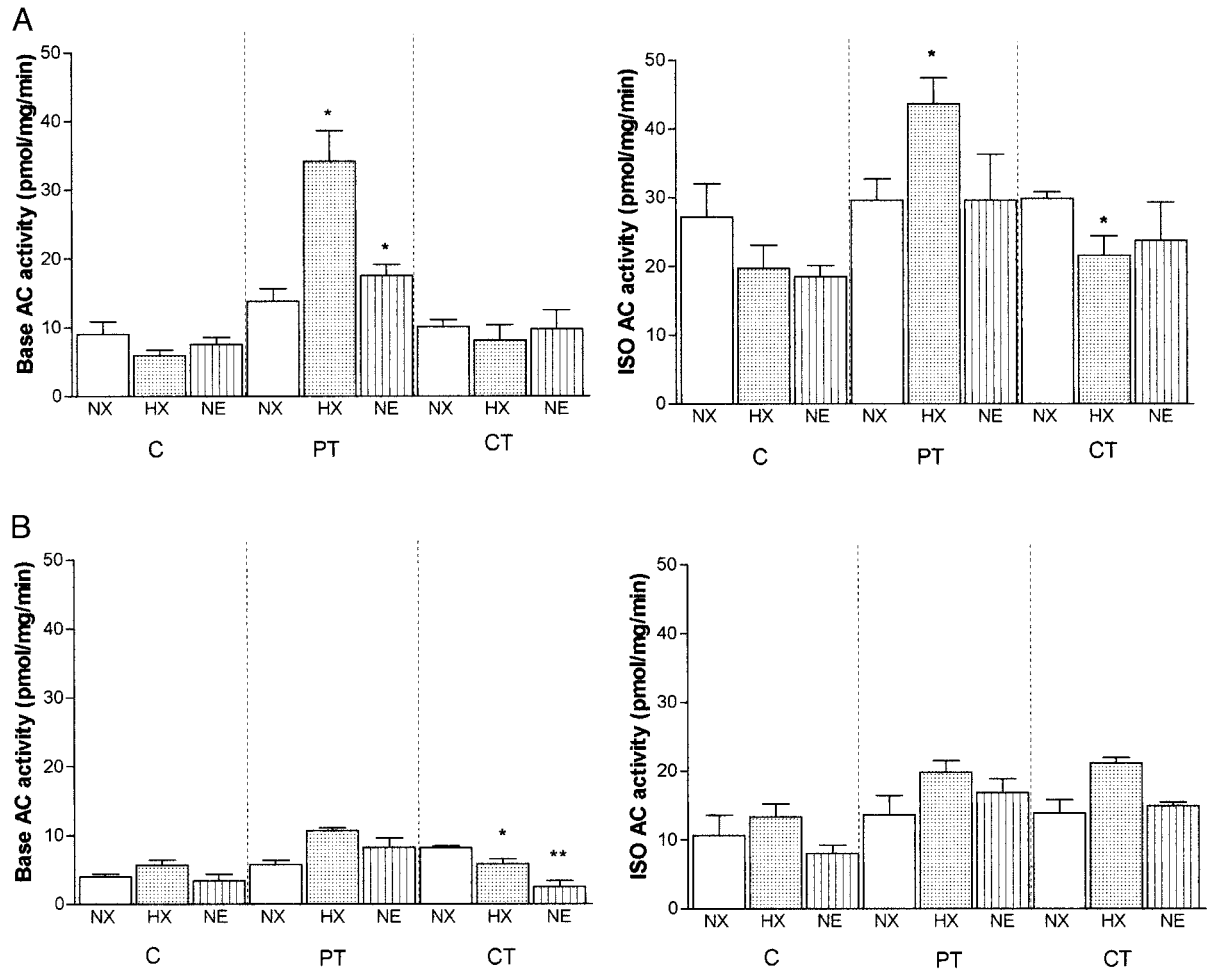 A
Base AC activity (pmol/mg/min)
50
40
30
20
10
0
*
*
NX HX NE NX HX NE NX HX NE
C PT CT
ISO AC activity (pmol/mg/min)
50
40
30
20
10
0
*
*
NX HX NE NX HX NE NX HX NE
C PT CT
B
Base AC activity (pmol/mg/min)
50
40
30
20
10
0
*
**
NX HX NE NX HX NE NX HX NE
C PT CT
ISO AC activity (pmol/mg/min)
50
40
30
20
10
0
NX HX NE NX HX NE NX HX NE
C PT CT